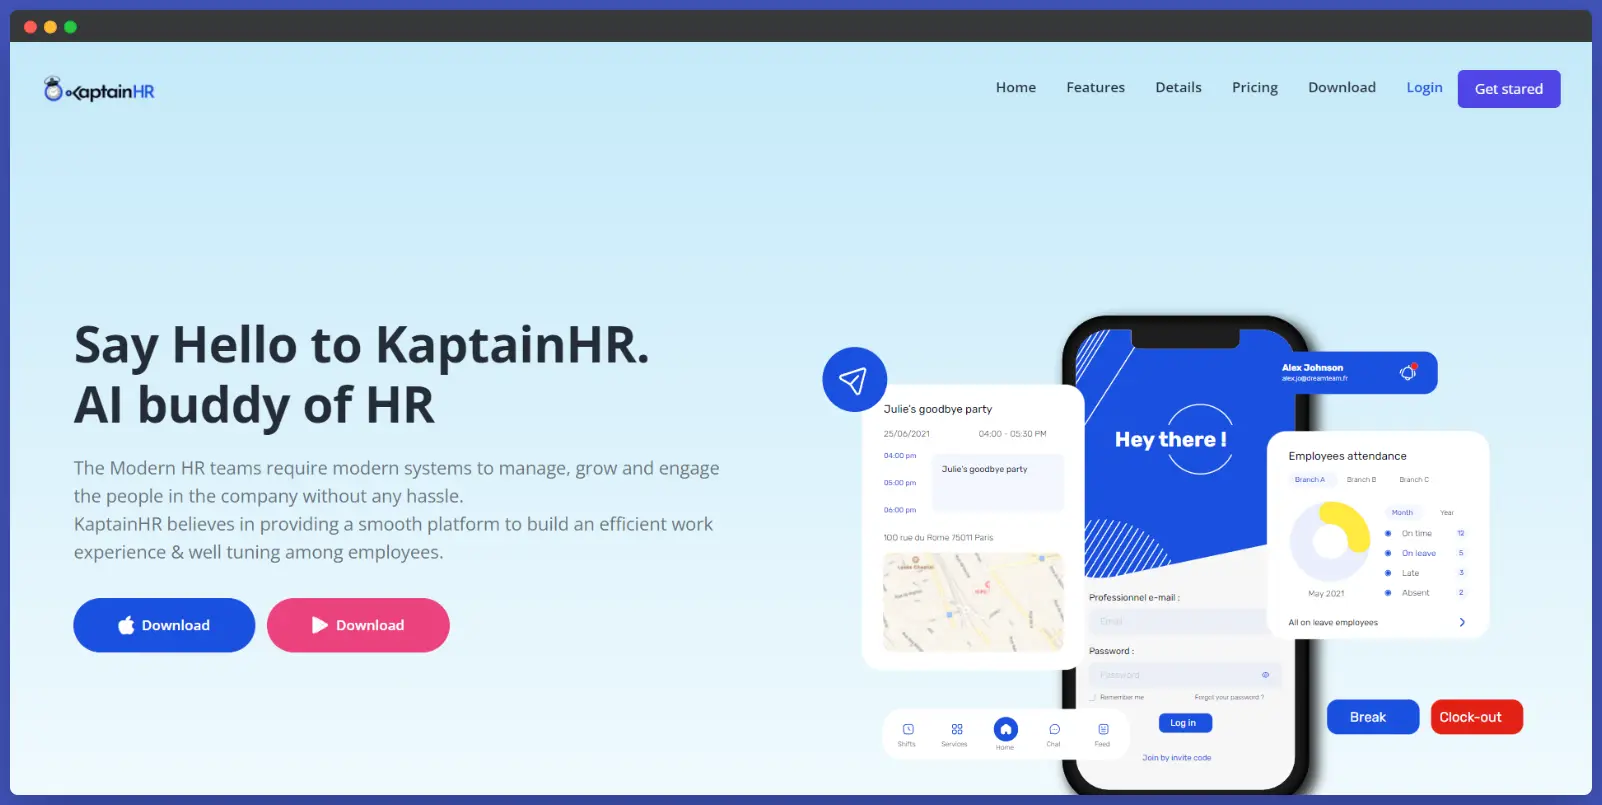 KaptainHR
Home
Features
Details
Pricing
Download
Login
Get stared
Say Hello to KaptainHR.
AI buddy of HR
The Modern HR teams require modern systems to manage, grow and engage
the people in the company without any hassle.
KaptainHR believes in providing a smooth platform to build an efficient work
experience & well tuning among employees.
Download
Download
Julie's goodbye party
25/06/2021
04:00 - 05:30 PM
04:00 pm
Julie's goodbye party
05:00 pm
06:00 pm
100 rue du Rome 75011 Paris
Shifts
Services
Home
Chat
Feed
Hey there !
Professionnel e-mail :
Email
Password :
Password
Remember me
Forgot your password ?
Log in
Join by invite code
Alex Johnson
alex.jo@dreamteam.fr
Employees attendance
Branch A
Branch B
Branch C
Month
Year
On time 12
On leave 5
Late 3
Absent 2
May 2021
All on leave employees
Break
Clock-out